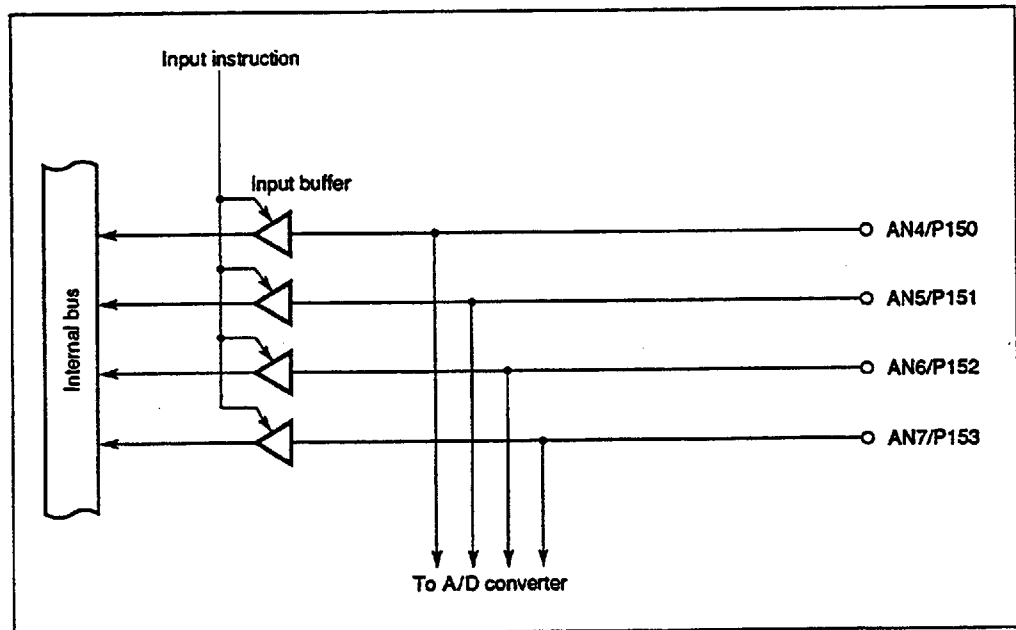 Input instruction
Input buffer
Internal bus
AN4/P150
AN5/P151
AN6/P152
AN7/P153
To A/D converter